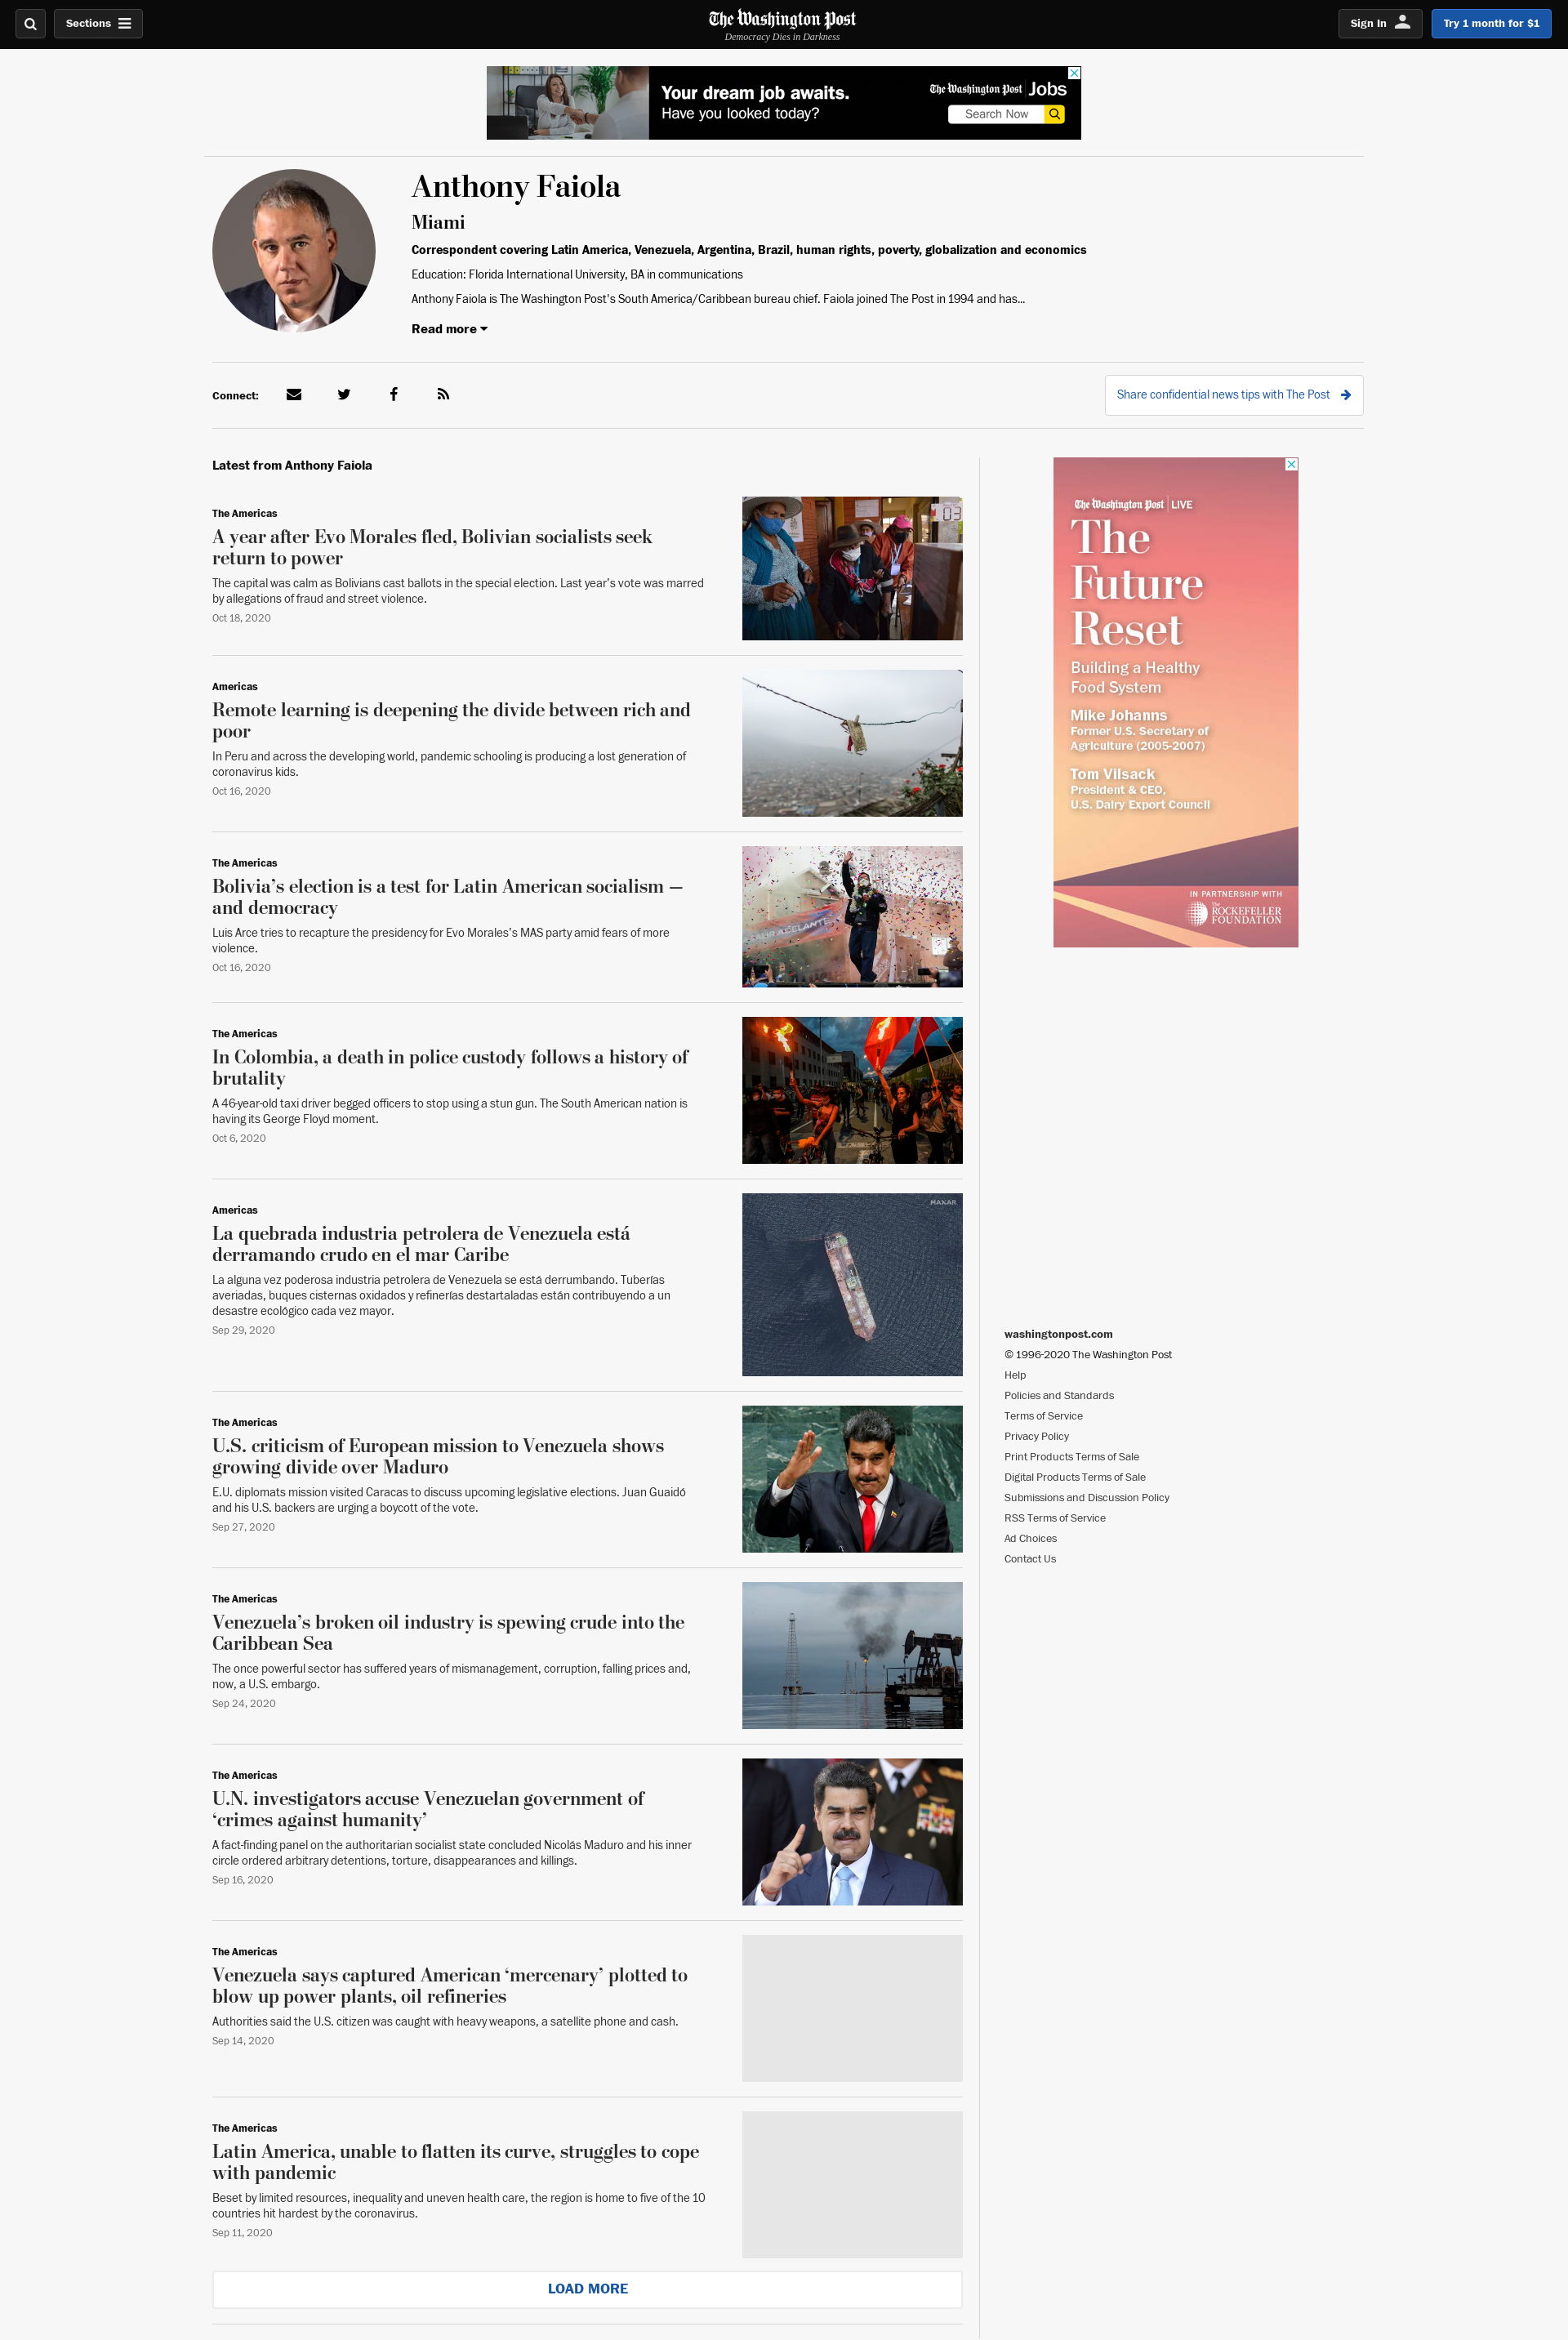 Sections
The Washington Post
Democracy Dies in Darkness
Sign In
Try 1 month for $1
Your dream job awaits.
Have you looked today?
The Washington Post Jobs
Search Now
Anthony Faiola
Miami
Correspondent covering Latin America, Venezuela, Argentina, Brazil, human rights, poverty, globalization and economics
Education: Florida International University, BA in communications
Anthony Faiola is The Washington Post's South America/Caribbean bureau chief. Faiola joined The Post in 1994 and has...
Read more
Connect:
Share confidential news tips with The Post
Latest from Anthony Faiola
The Americas
A year after Evo Morales fled, Bolivian socialists seek
return to power
The capital was calm as Bolivians cast ballots in the special election. Last year’s vote was marred
by allegations of fraud and street violence.
Oct 18, 2020
03
Americas
Remote learning is deepening the divide between rich and
poor
In Peru and across the developing world, pandemic schooling is producing a lost generation of
coronavirus kids.
Oct 16, 2020
The Americas
Bolivia’s election is a test for Latin American socialism —
and democracy
Luis Arce tries to recapture the presidency for Evo Morales’s MAS party amid fears of more
violence.
Oct 16, 2020
The Americas
In Colombia, a death in police custody follows a history of
brutality
A 46-year-old taxi driver begged officers to stop using a stun gun. The South American nation is
having its George Floyd moment.
Oct 6, 2020
Americas
La quebrada industria petrolera de Venezuela está
derramando crudo en el mar Caribe
La alguna vez poderosa industria petrolera de Venezuela se está derrumbando. Tuberías
averiadas, buques cisternas oxidados y refinerías destartaladas están contribuyendo a un
desastre ecológico cada vez mayor.
Sep 29, 2020
MAXAR
The Americas
U.S. criticism of European mission to Venezuela shows
growing divide over Maduro
E.U. diplomats mission visited Caracas to discuss upcoming legislative elections. Juan Guaidó
and his U.S. backers are urging a boycott of the vote.
Sep 27, 2020
The Americas
Venezuela’s broken oil industry is spewing crude into the
Caribbean Sea
The once powerful sector has suffered years of mismanagement, corruption, falling prices and,
now, a U.S. embargo.
Sep 24, 2020
The Americas
U.N. investigators accuse Venezuelan government of
‘crimes against humanity’
A fact-finding panel on the authoritarian socialist state concluded Nicolás Maduro and his inner
circle ordered arbitrary detentions, torture, disappearances and killings.
Sep 16, 2020
The Americas
Venezuela says captured American ‘mercenary’ plotted to
blow up power plants, oil refineries
Authorities said the U.S. citizen was caught with heavy weapons, a satellite phone and cash.
Sep 14, 2020
The Americas
Latin America, unable to flatten its curve, struggles to cope
with pandemic
Beset by limited resources, inequality and uneven health care, the region is home to five of the 10
countries hit hardest by the coronavirus.
Sep 11, 2020
LOAD MORE
The Washington Post LIVE
The
Future
Reset
Building a Healthy
Food System
Mike Johanns
Former U.S. Secretary of
Agriculture (2005-2007)
Tom Vilsack
President & CEO,
U.S. Dairy Export Council
IN PARTNERSHIP WITH
The
ROCKEFELLER
FOUNDATION
washingtonpost.com
© 1996-2020 The Washington Post
Help
Policies and Standards
Terms of Service
Privacy Policy
Print Products Terms of Sale
Digital Products Terms of Sale
Submissions and Discussion Policy
RSS Terms of Service
Ad Choices
Contact Us